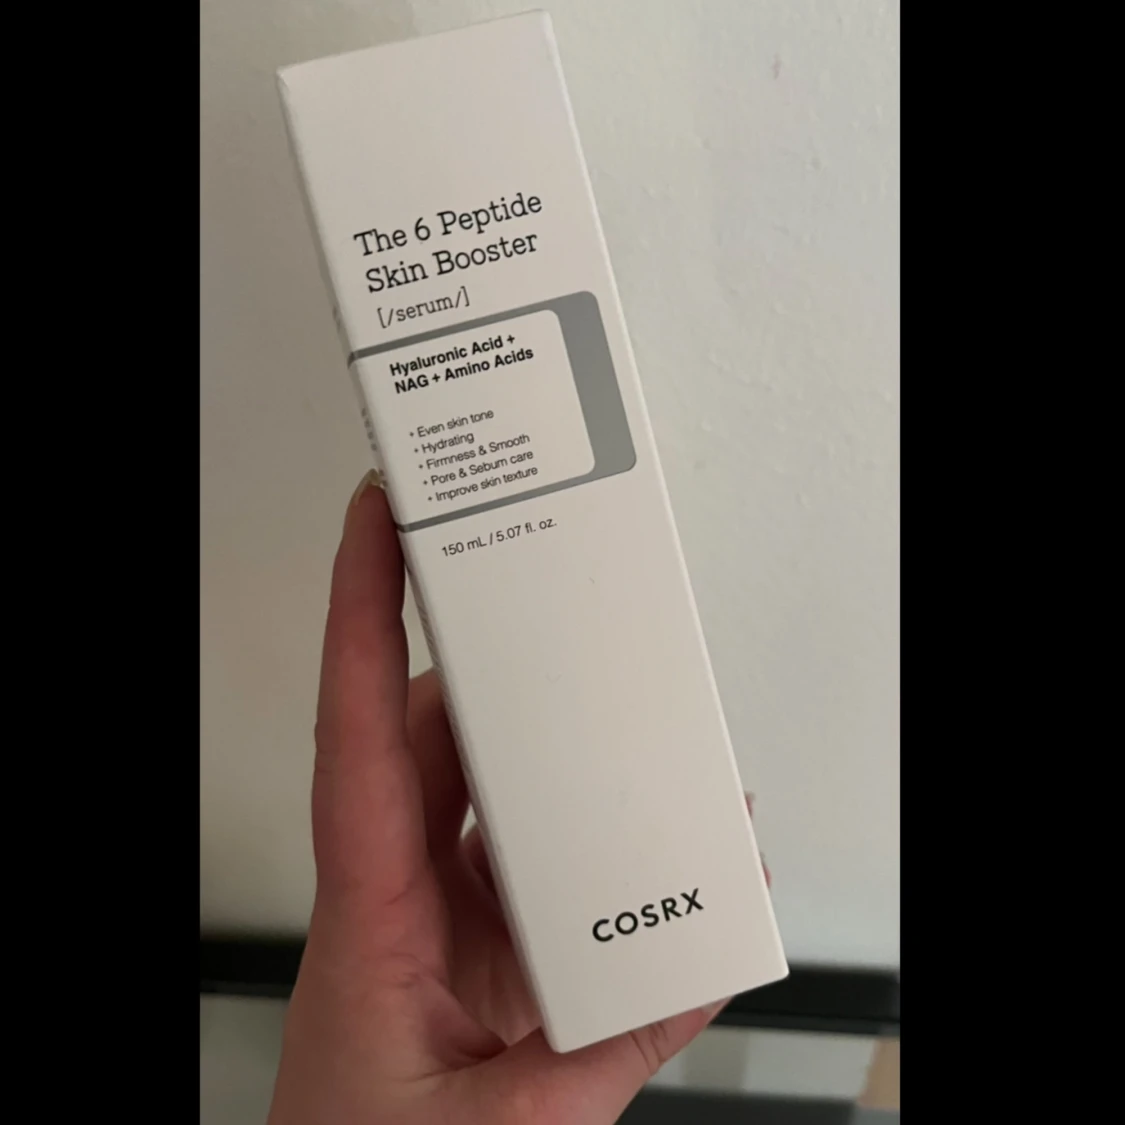 The 6 Peptide
Skin Booster
[/serum/]
Hyaluronic Acid +
NAG + Amino Acids
+ Even skin tone
+ Hydrating
+ Firmness & Smooth
+ Pore & Sebum care
+ Improve skin texture
150 mL / 5.07 fl. oz.
COSRX